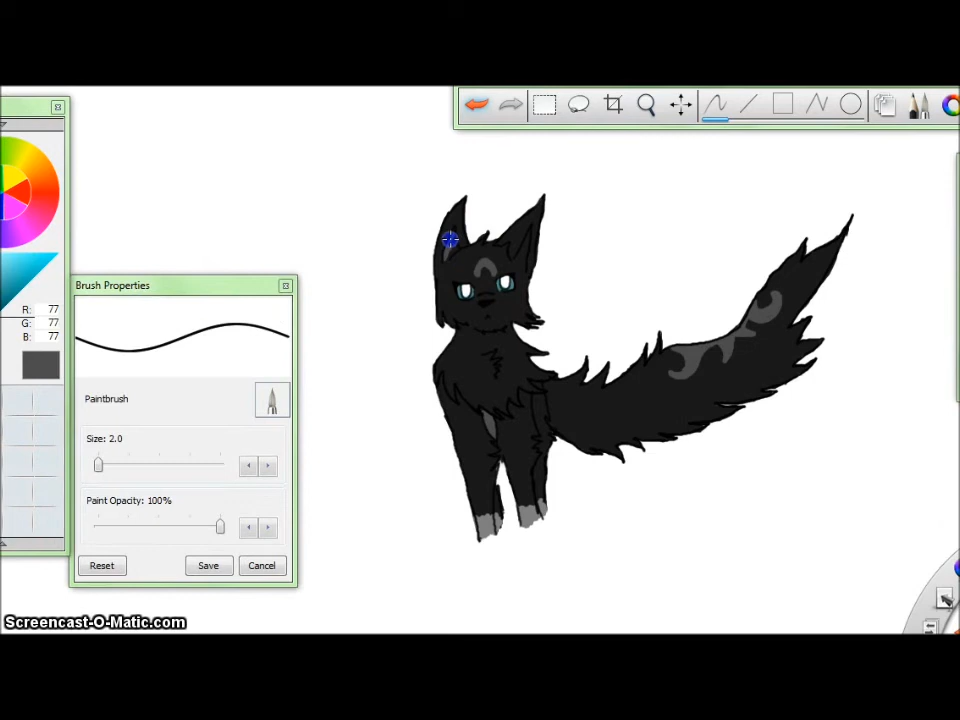 Brush Properties
R: 77
G: 77
B: 77
Paintbrush
Size: 2.0
Paint Opacity: 100%
Reset
Save
Cancel
Screencast-O-Matic.com